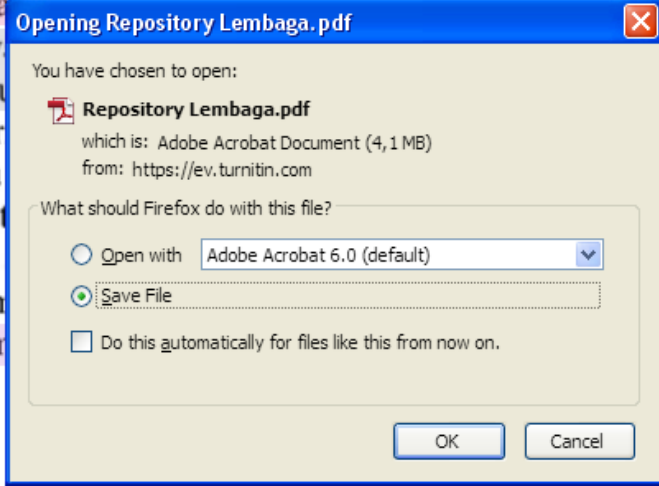 Opening Repository Lembaga.pdf
You have chosen to open:
Repository Lembaga.pdf
which is: Adobe Acrobat Document (4,1 MB)
from: https://ev.turnitin.com
What should Firefox do with this file?
Open with Adobe Acrobat 6.0 (default)
Save File
Do this automatically for files like this from now on.
OK Cancel